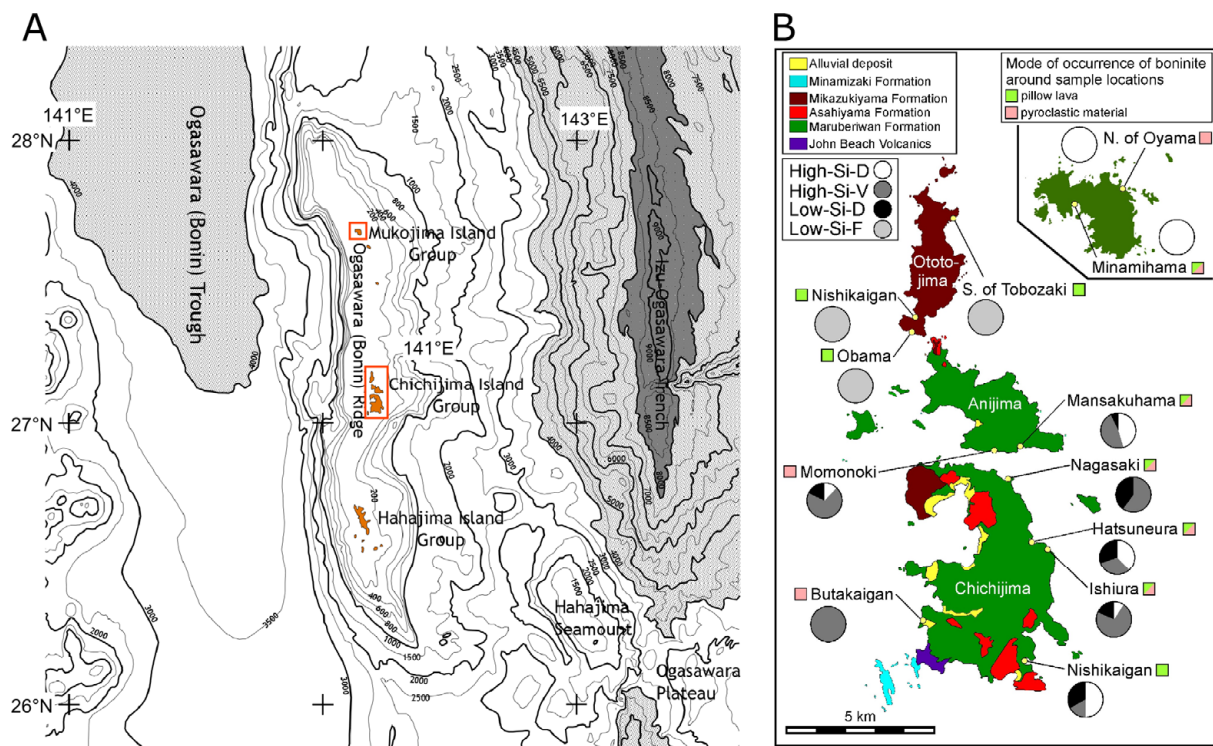 A
141°E
143°E
28°N
27°N
26°N
Ogasawara (Bonin) Trough
Mukojima Island
Group
Ogasawara (Bonin) Ridge
141°E
Chichijima Island
Group
Hahajima Island
Group
Izu-Ogasawara Trench
Hahajima
Seamount
Ogasawara
Plateau
B
Alluvial deposit
Minamizaki Formation
Mikazukiyama Formation
Asahiyama Formation
Maruberiwan Formation
John Beach Volcanics
High-Si-D
High-Si-V
Low-Si-D
Low-Si-F
Mode of occurrence of boninite
around sample locations
pillow lava
pyroclastic material
N. of Oyama
Minamihama
Ototo-
jima
S. of Tobozaki
Nishikaigan
Obama
Anijima
Mansakuhama
Momonoki
Nagasaki
Hatsuneura
Chichijima
Ishiura
Butakaigan
Nishikaigan
5 km